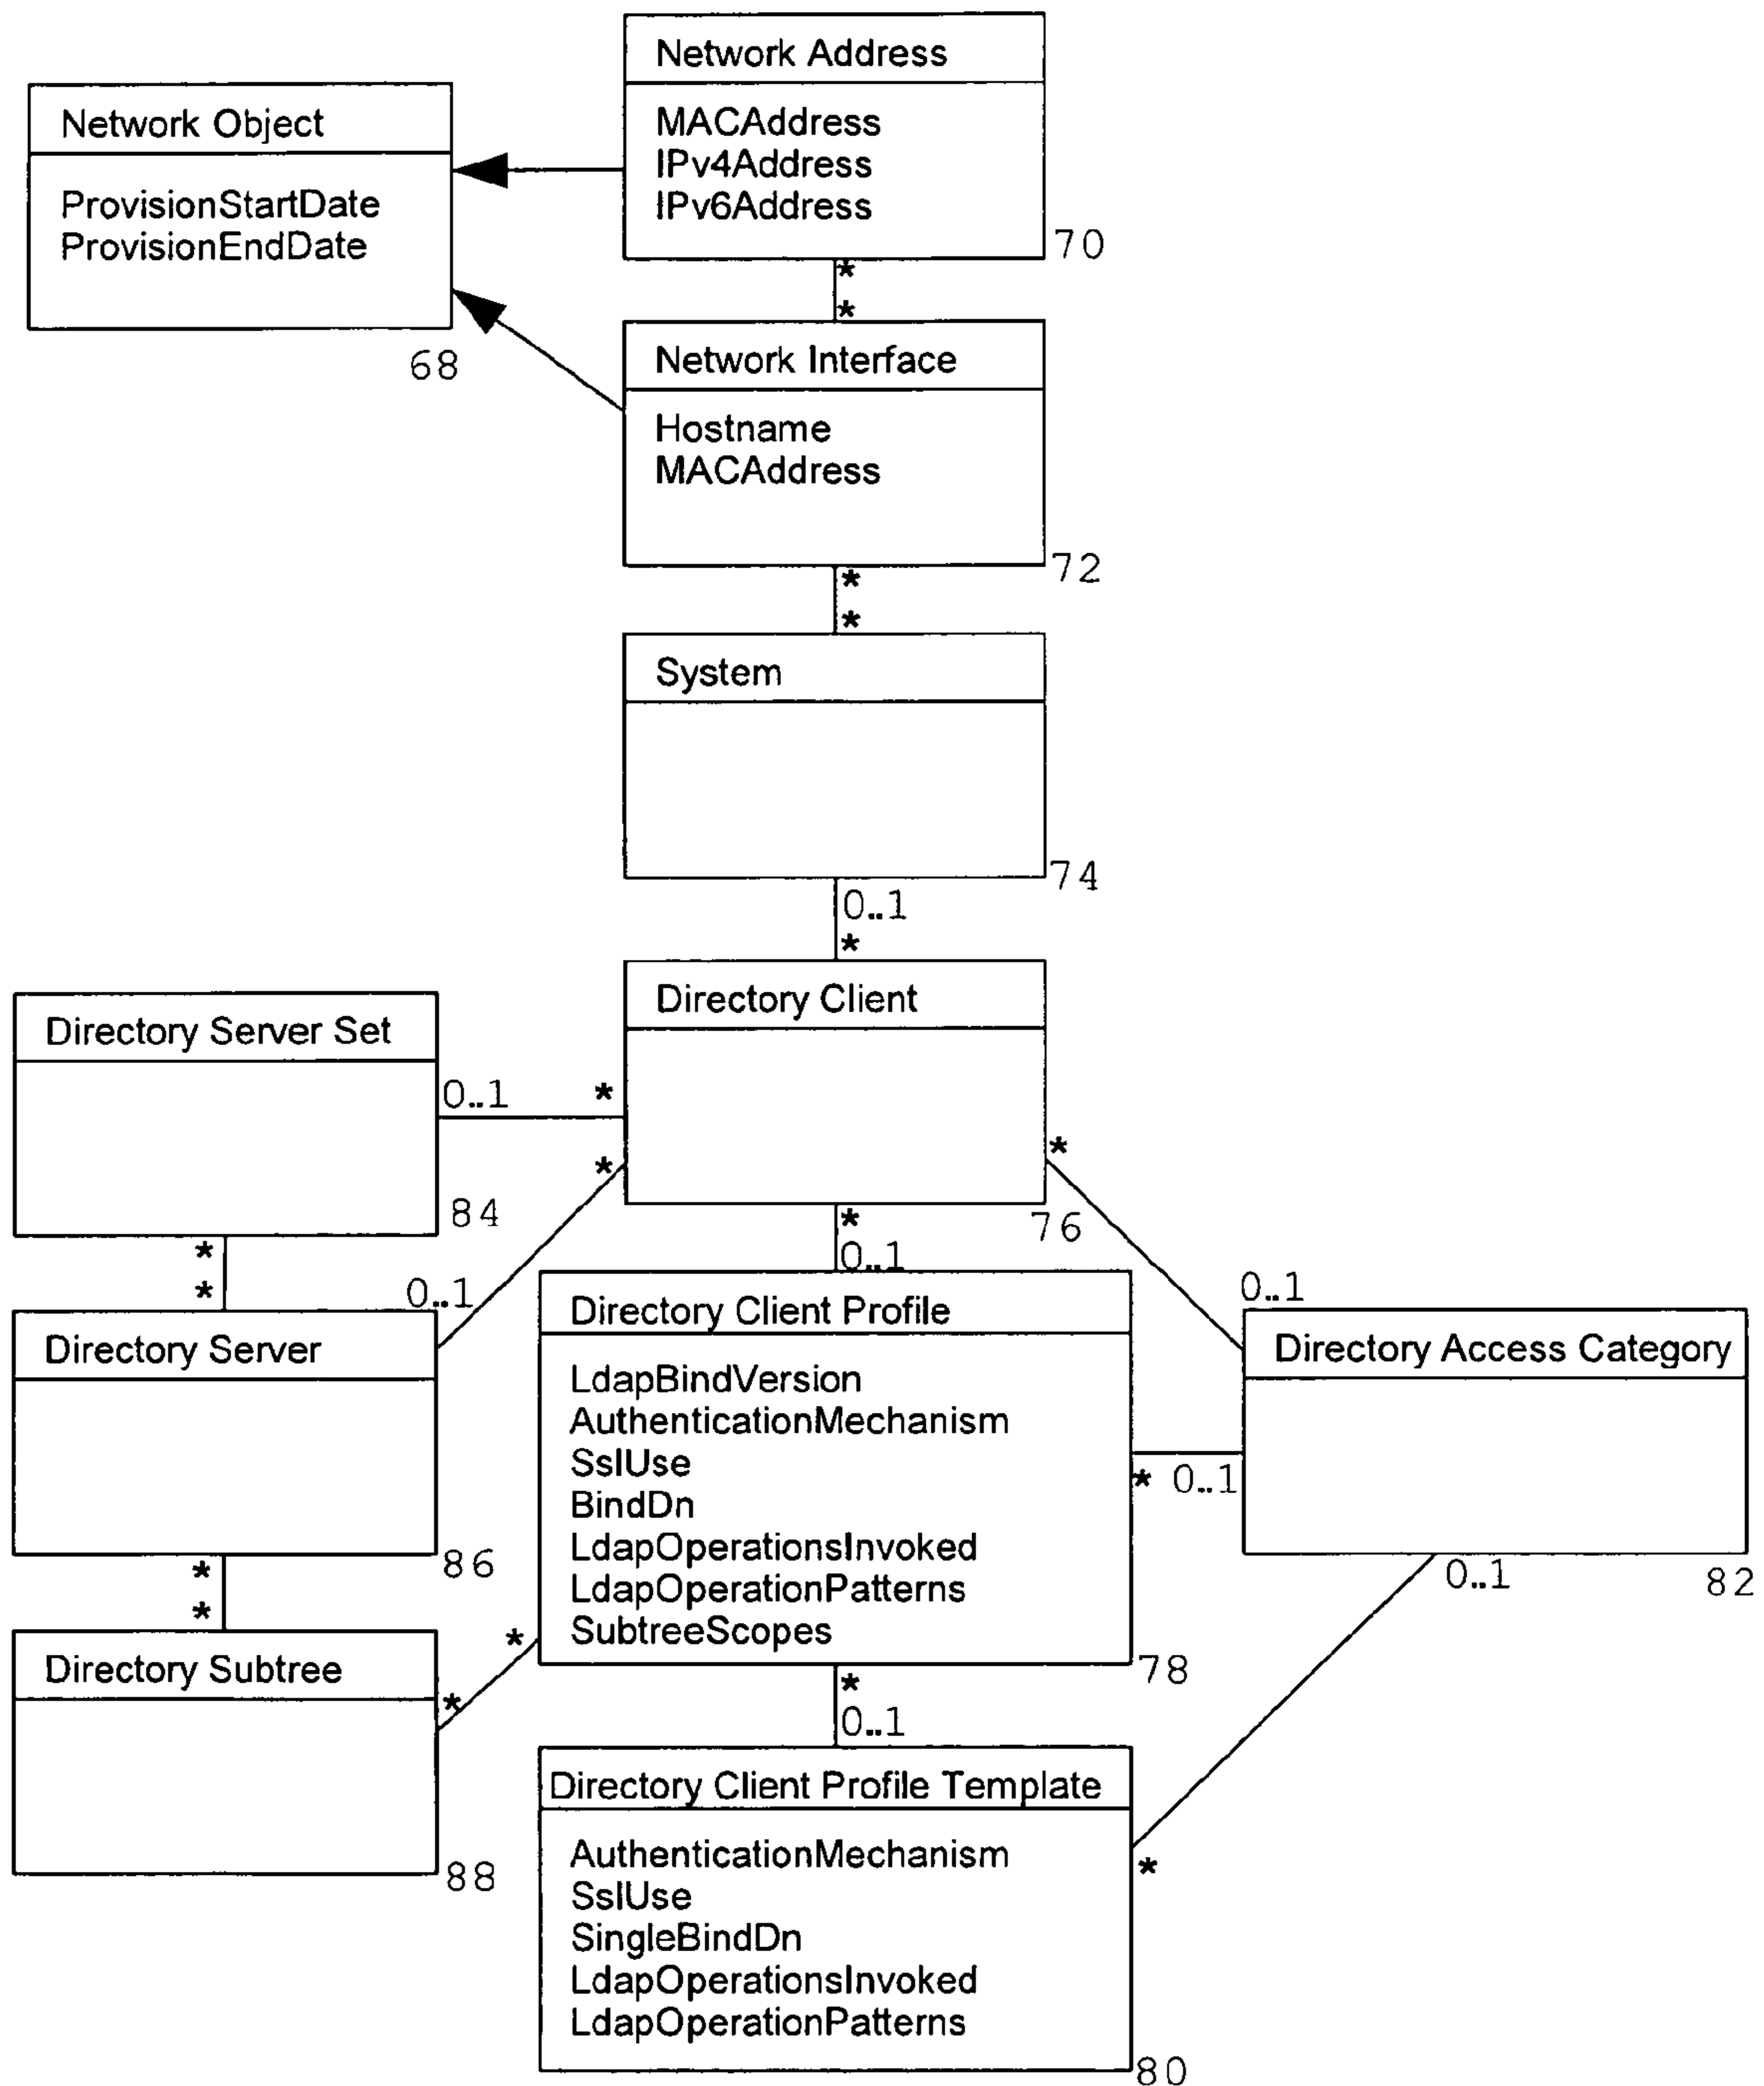 Network Address
MACAddress
IPv4Address
IPv6Address
70
Network Object
ProvisionStartDate
ProvisionEndDate
68
*
*
Network Interface
Hostname
MACAddress
72
*
*
System
74
0..1
*
Directory Client
76
Directory Server Set
84
0..1
*
*
*
*
0..1
*
*
0..1
0..1
Directory Server
86
Directory Client Profile
LdapBindVersion
AuthenticationMechanism
SslUse
BindDn
LdapOperationsInvoked
LdapOperationPatterns
SubtreeScopes
78
Directory Access Category
82
* 0..1
0..1
*
*
*
*
Directory Subtree
88
*
0..1
Directory Client Profile Template
AuthenticationMechanism
SslUse
SingleBindDn
LdapOperationsInvoked
LdapOperationPatterns
80
*